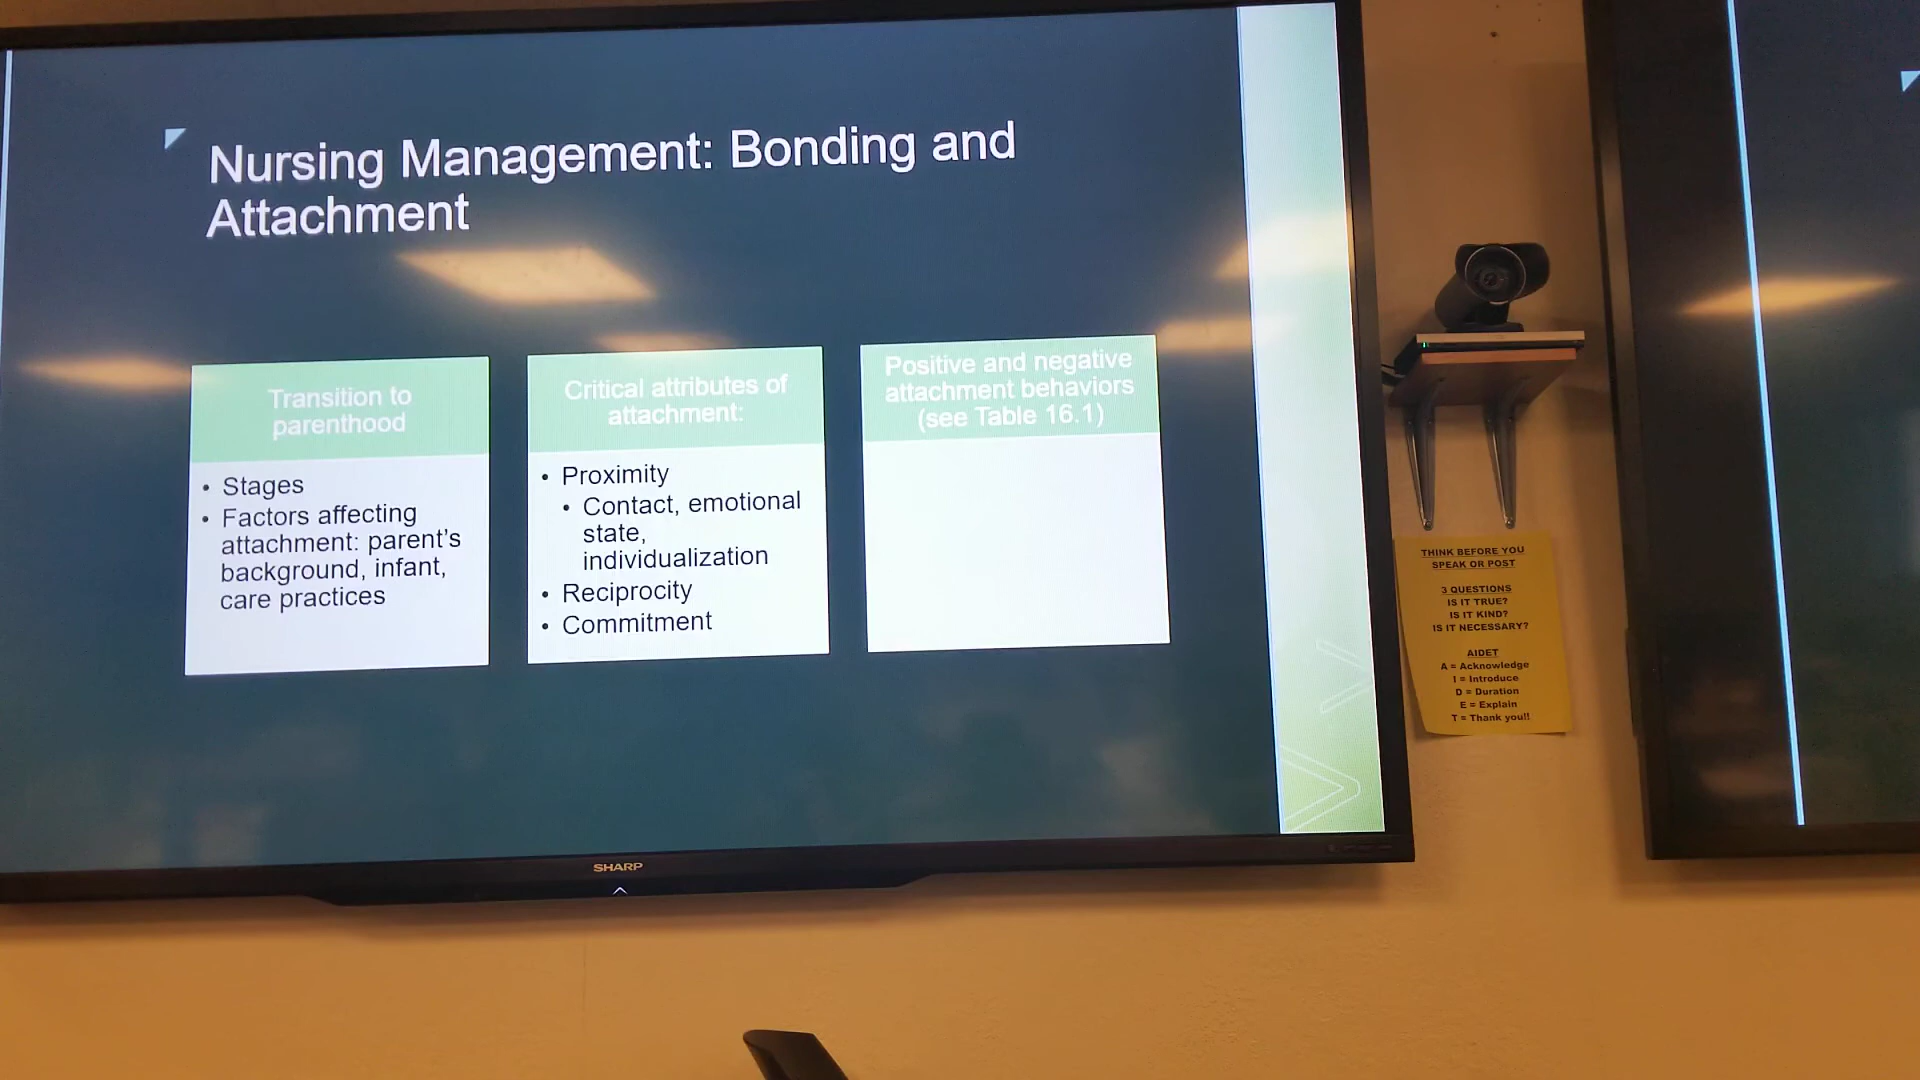 Nursing Management: Bonding and
Attachment
Transition to
parenthood
• Stages
• Factors affecting
attachment: parent's
background, infant,
care practices
Critical attributes of
attachment:
• Proximity
• Contact, emotional
state,
individualization
• Reciprocity
• Commitment
Positive and negative
attachment behaviors
(see Table 16.1)
SHARP
THINK BEFORE YOU
SPEAK OR POST
3 QUESTIONS
IS IT TRUE?
IS IT KIND?
IS IT NECESSARY?
AIDET
A = Acknowledge
I = Introduce
D = Duration
E = Explain
T = Thank you!!